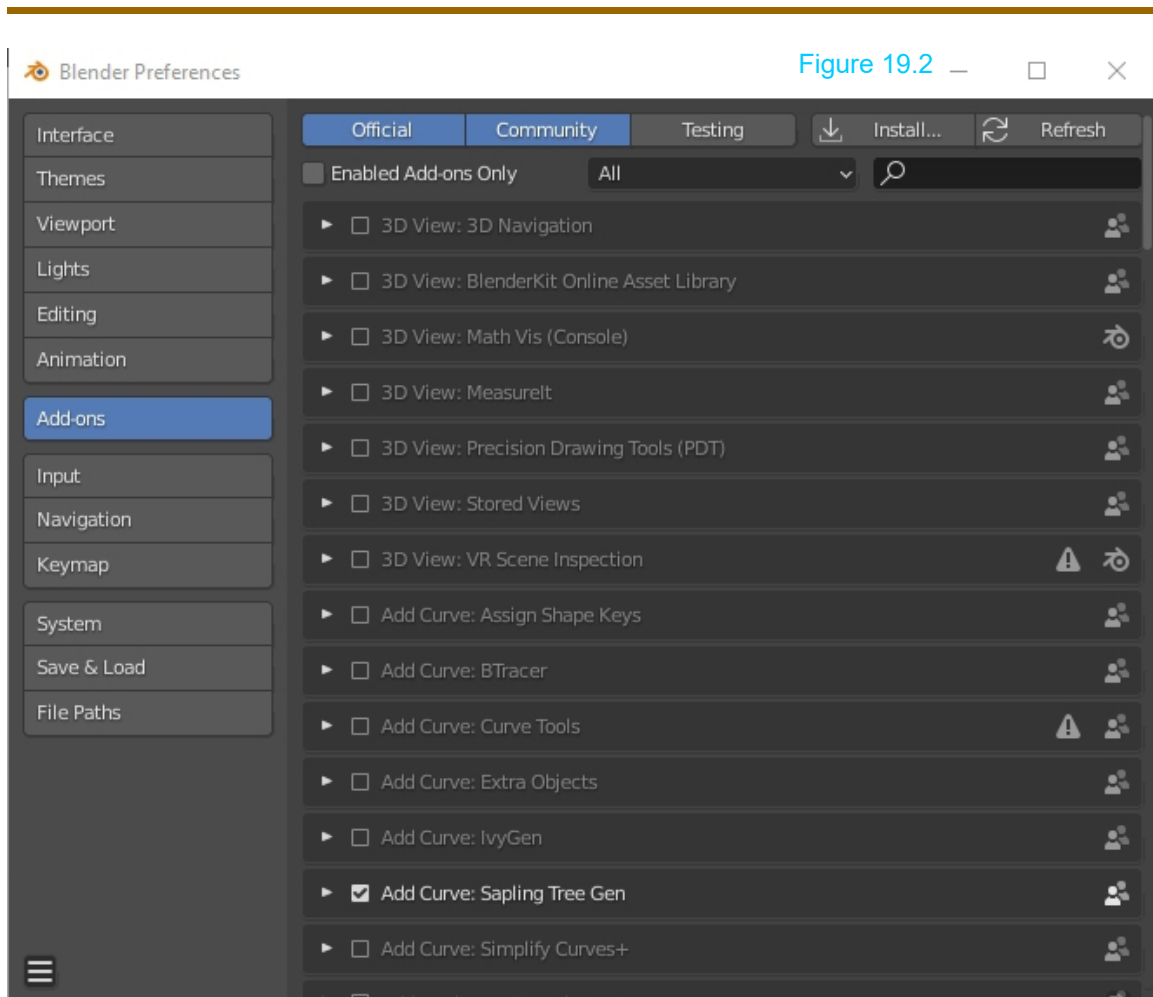 Blender Preferences
Figure 19.2
Interface
Themes
Viewport
Lights
Editing
Animation
Add-ons
Input
Navigation
Keymap
System
Save & Load
File Paths
Official Community Testing Install... Refresh
Enabled Add-ons Only All
3D View: 3D Navigation
3D View: BlenderKit Online Asset Library
3D View: Math Vis (Console)
3D View: MeasureIt
3D View: Precision Drawing Tools (PDT)
3D View: Stored Views
3D View: VR Scene Inspection
Add Curve: Assign Shape Keys
Add Curve: BTracer
Add Curve: Curve Tools
Add Curve: Extra Objects
Add Curve: IvyGen
Add Curve: Sapling Tree Gen
Add Curve: Simplify Curves+